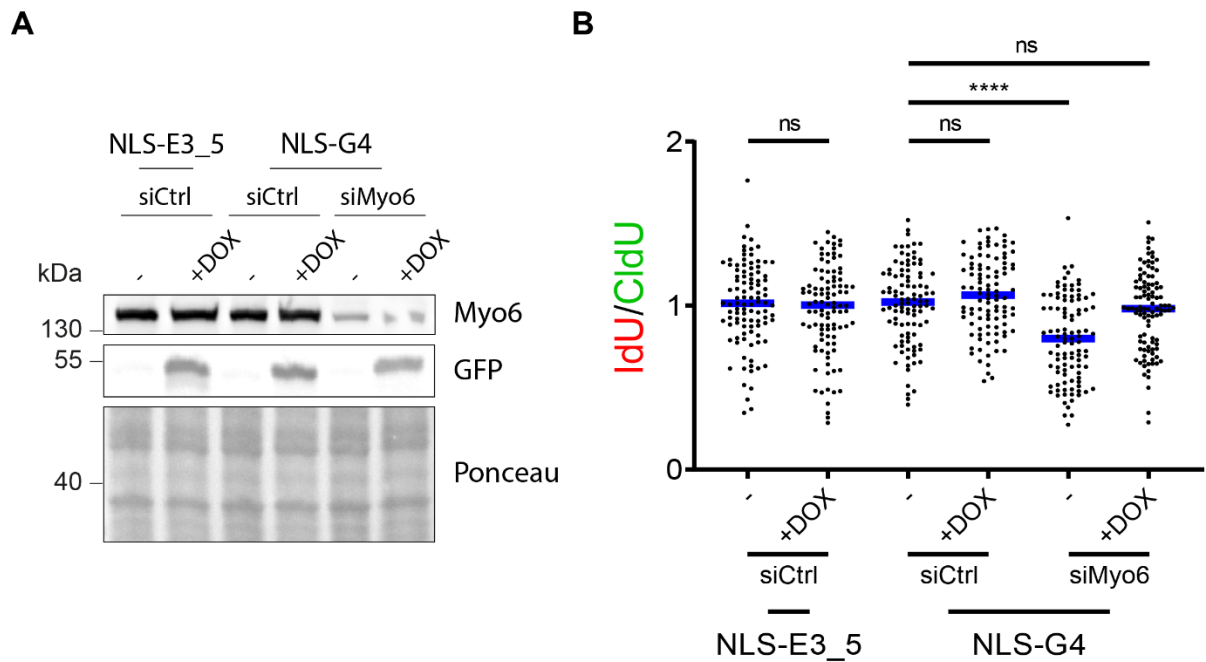 A
NLS-E3_5 NLS-G4
siCtrl siCtrl siMyo6
kDa - +DOX - +DOX - +DOX
130 Myo6
55 GFP
40 Ponceau
B
ns
****
ns ns
2
1
0
IdU/CldU
- +DOX - +DOX - +DOX
siCtrl siCtrl siMyo6
NLS-E3_5 NLS-G4